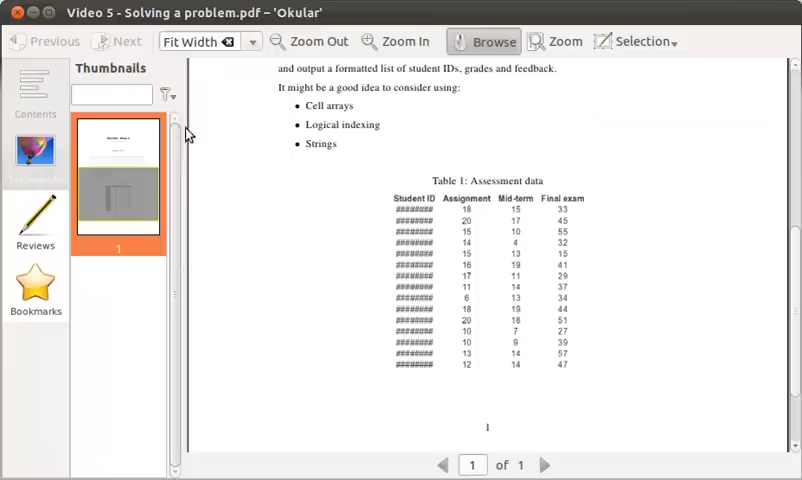 Video 5 - Solving a problem.pdf – 'Okular'
Previous Next Fit Width Zoom Out Zoom In Browse Zoom Selection
Thumbnails
Contents
Reviews
Bookmarks
1
and output a formatted list of student IDs, grades and feedback.
It might be a good idea to consider using:
• Cell arrays
• Logical indexing
• Strings
Table 1: Assessment data
Student ID Assignment Mid-term Final exam
######## 18 15 33
######## 20 17 45
######## 15 10 55
######## 14 4 32
######## 15 13 15
######## 16 19 41
######## 17 11 29
######## 11 14 37
######## 6 13 34
######## 18 19 44
######## 20 16 51
######## 10 7 27
######## 10 9 39
######## 13 14 57
######## 12 14 47
1
1 of 1